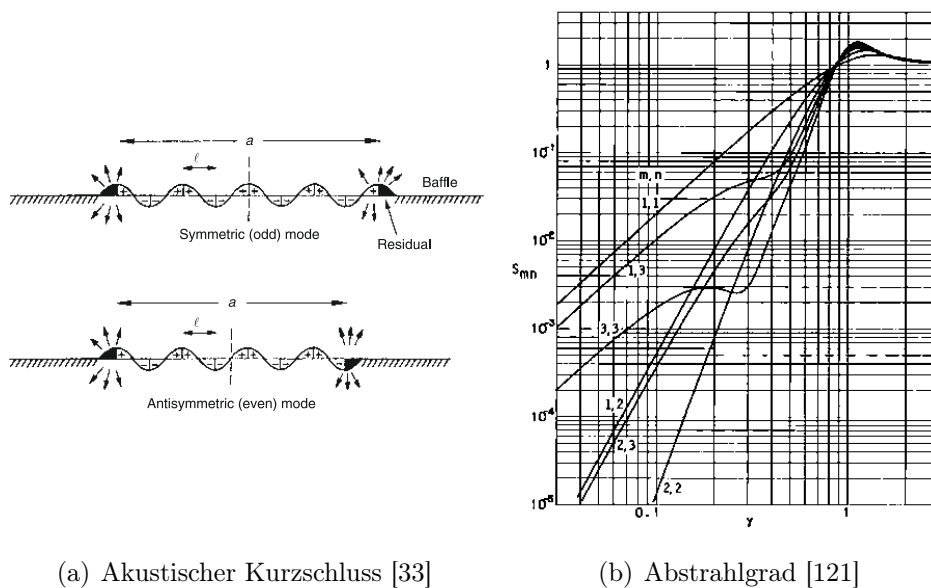 a
ℓ
Baffle
Symmetric (odd) mode
Residual
a
ℓ
Antisymmetric (even) mode
(a) Akustischer Kurzschluss [33]
1
10⁻¹
m,n
1,1
10⁻²
Smn
1,3
10⁻³
3,3
1,2
10⁻⁴
2,3
2,2
10⁻⁵
0.1
γ
1
(b) Abstrahlgrad [121]